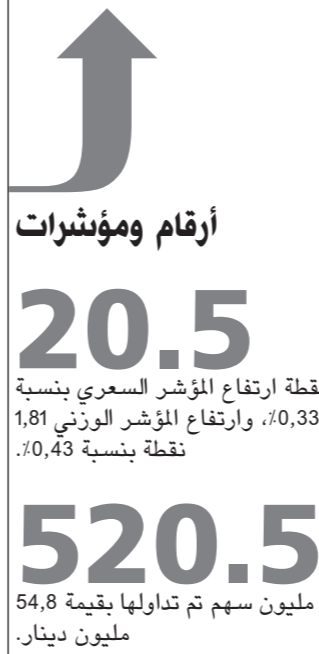 أرقام ومؤشرات
20.5
نقطة ارتفاع المؤشر السعري بنسبة
0,33٪، وارتفاع المؤشر الوزني 1,81
نقطة بنسبة 0,43٪.
520.5
مليون سهم تم تداولها بقيمة 54,8
مليون دينار.